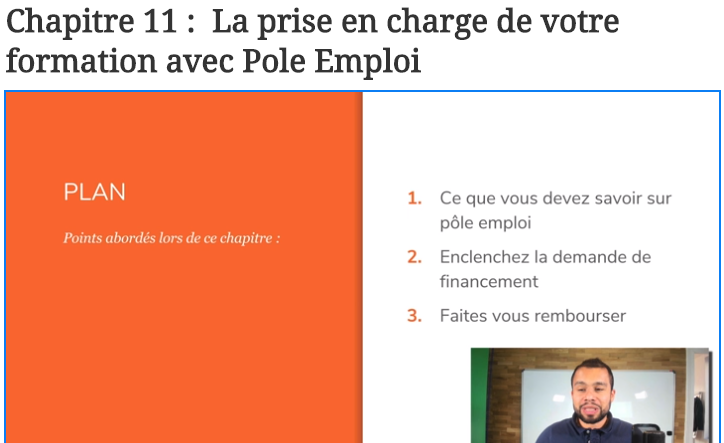 Chapitre 11 : La prise en charge de votre
formation avec Pole Emploi
PLAN
Points abordés lors de ce chapitre :
1. Ce que vous devez savoir sur
pôle emploi
2. Enclenchez la demande de
financement
3. Faites vous rembourser